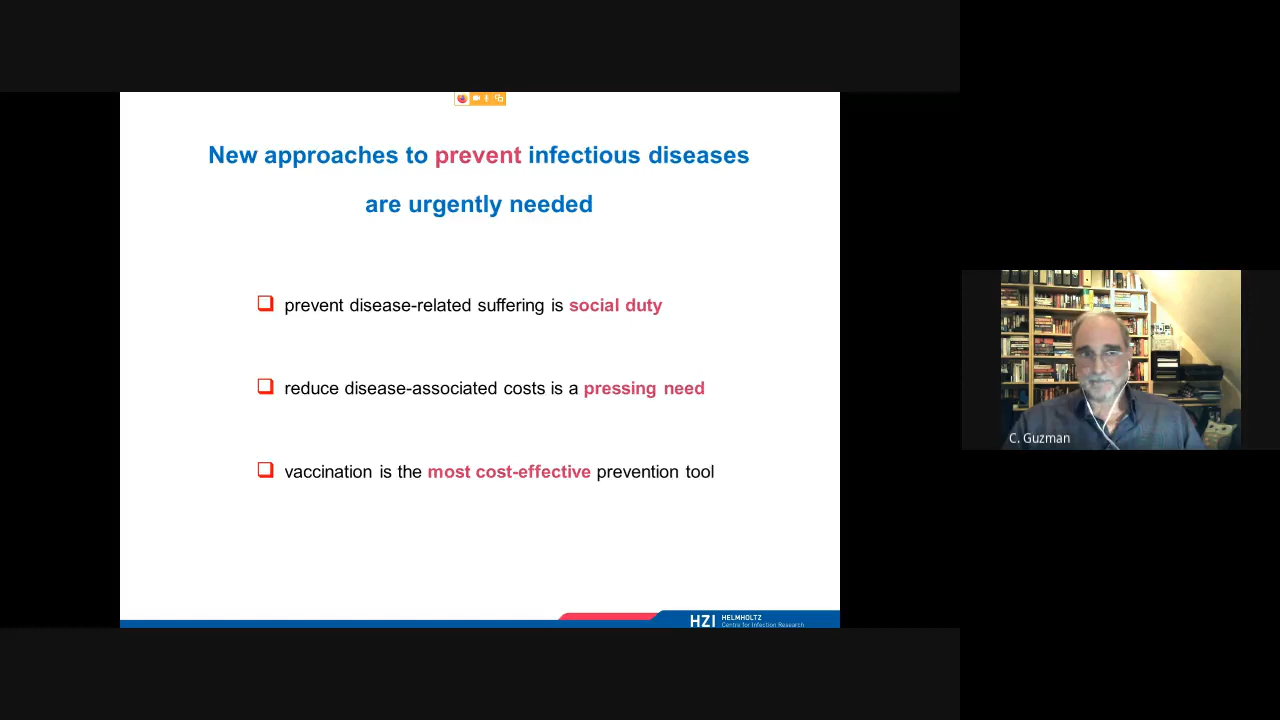 New approaches to prevent infectious diseases
are urgently needed
prevent disease-related suffering is social duty
reduce disease-associated costs is a pressing need
vaccination is the most cost-effective prevention tool
HZI HELMHOLTZ
Centre for Infection Research
C. Guzman